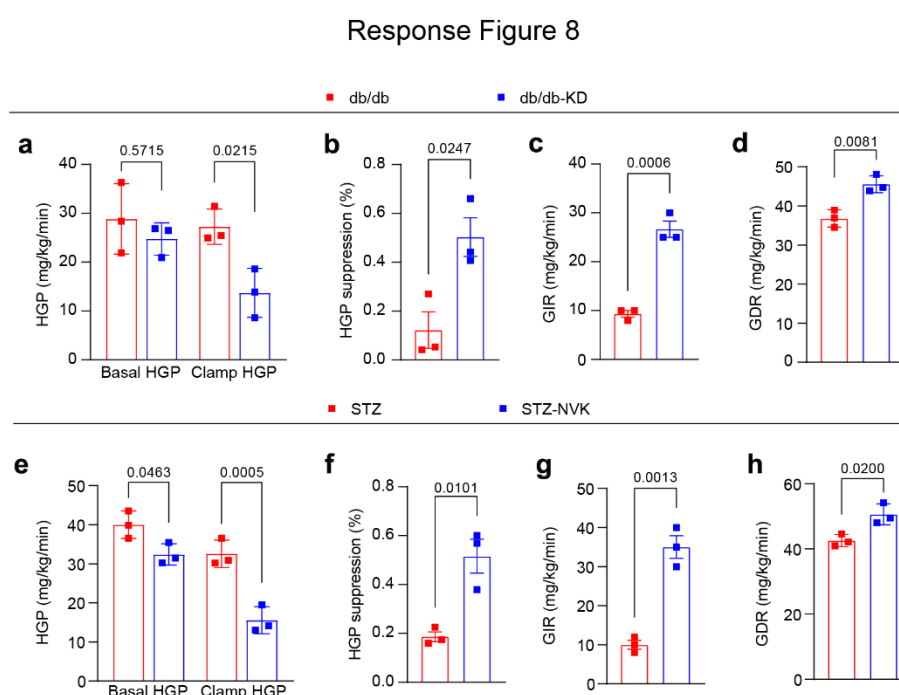 Response Figure 8
db/db db/db-KD
a
0.5715 0.0215
HGP (mg/kg/min)
40
30
20
10
0
Basal HGP Clamp HGP
b
0.0247
HGP suppression (%)
0.8
0.6
0.4
0.2
0.0
c
0.0006
GIR (mg/kg/min)
40
30
20
10
0
d
0.0081
GDR (mg/kg/min)
50
40
30
20
10
0
STZ STZ-NVK
e
0.0463 0.0005
HGP (mg/kg/min)
50
40
30
20
10
0
Basal HGP Clamp HGP
f
0.0101
HGP suppression (%)
0.8
0.6
0.4
0.2
0.0
g
0.0013
GIR (mg/kg/min)
50
40
30
20
10
0
h
0.0200
GDR (mg/kg/min)
60
40
20
0